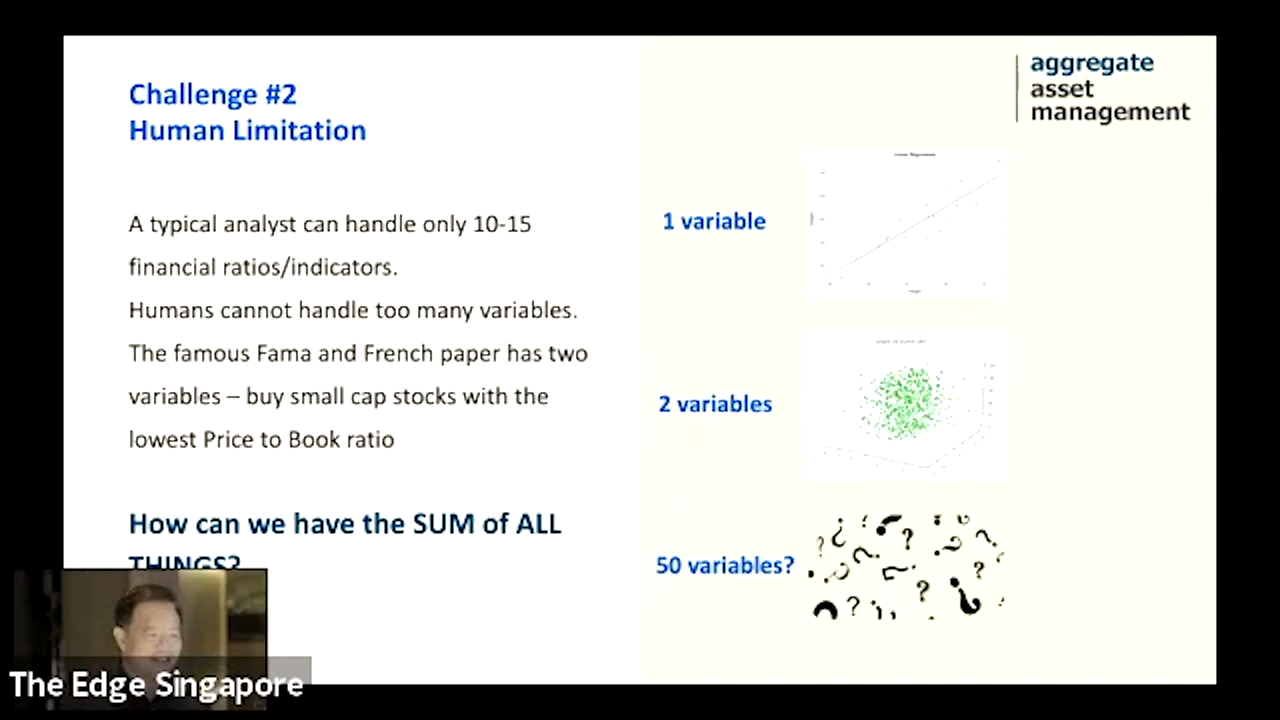 Challenge #2
Human Limitation
A typical analyst can handle only 10-15
financial ratios/indicators.
Humans cannot handle too many variables.
The famous Fama and French paper has two
variables – buy small cap stocks with the
lowest Price to Book ratio
How can we have the SUM of ALL
THINGS?
aggregate
asset
management
1 variable
Linear Regression
2 variables
50 variables?
The Edge Singapore